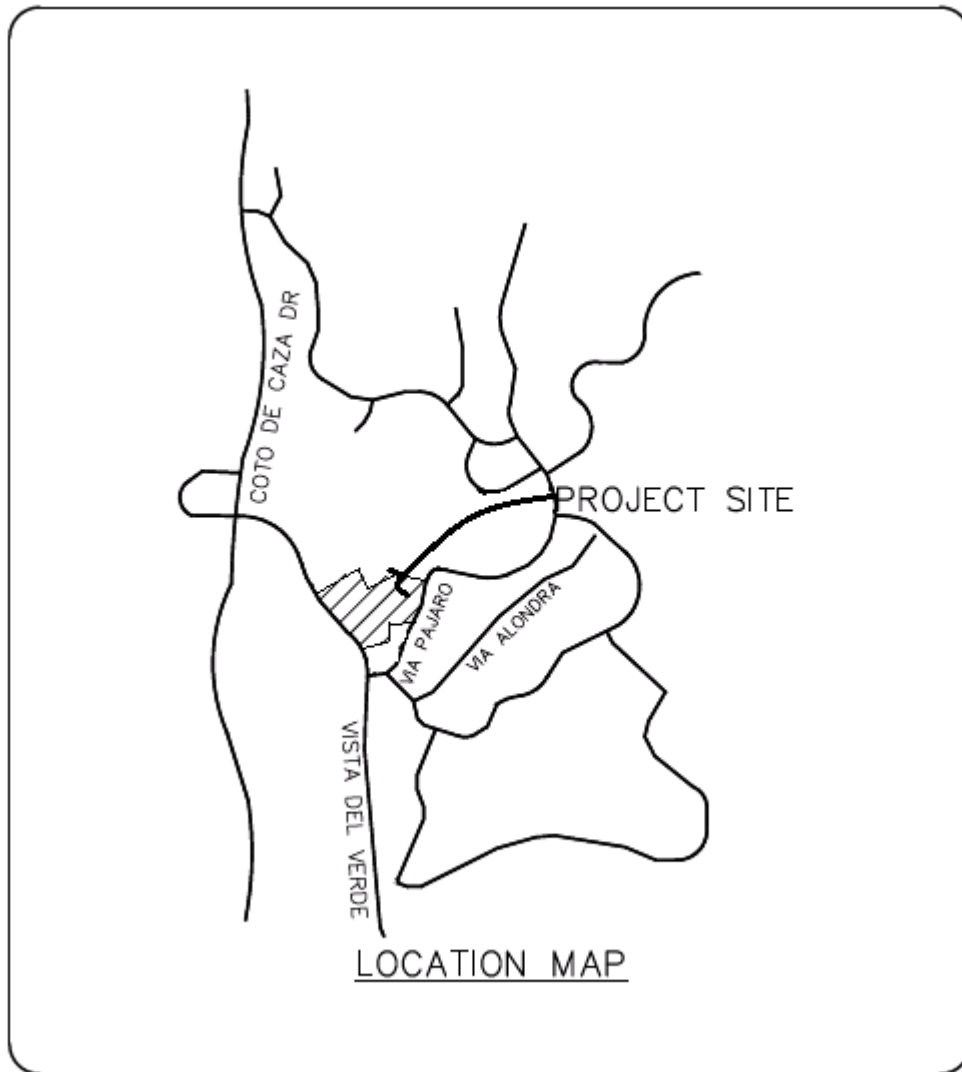 COTO DE CAZA DR
PROJECT SITE
VIA PAJARO
VIA ALONDRA
VISTA DEL VERDE
LOCATION MAP